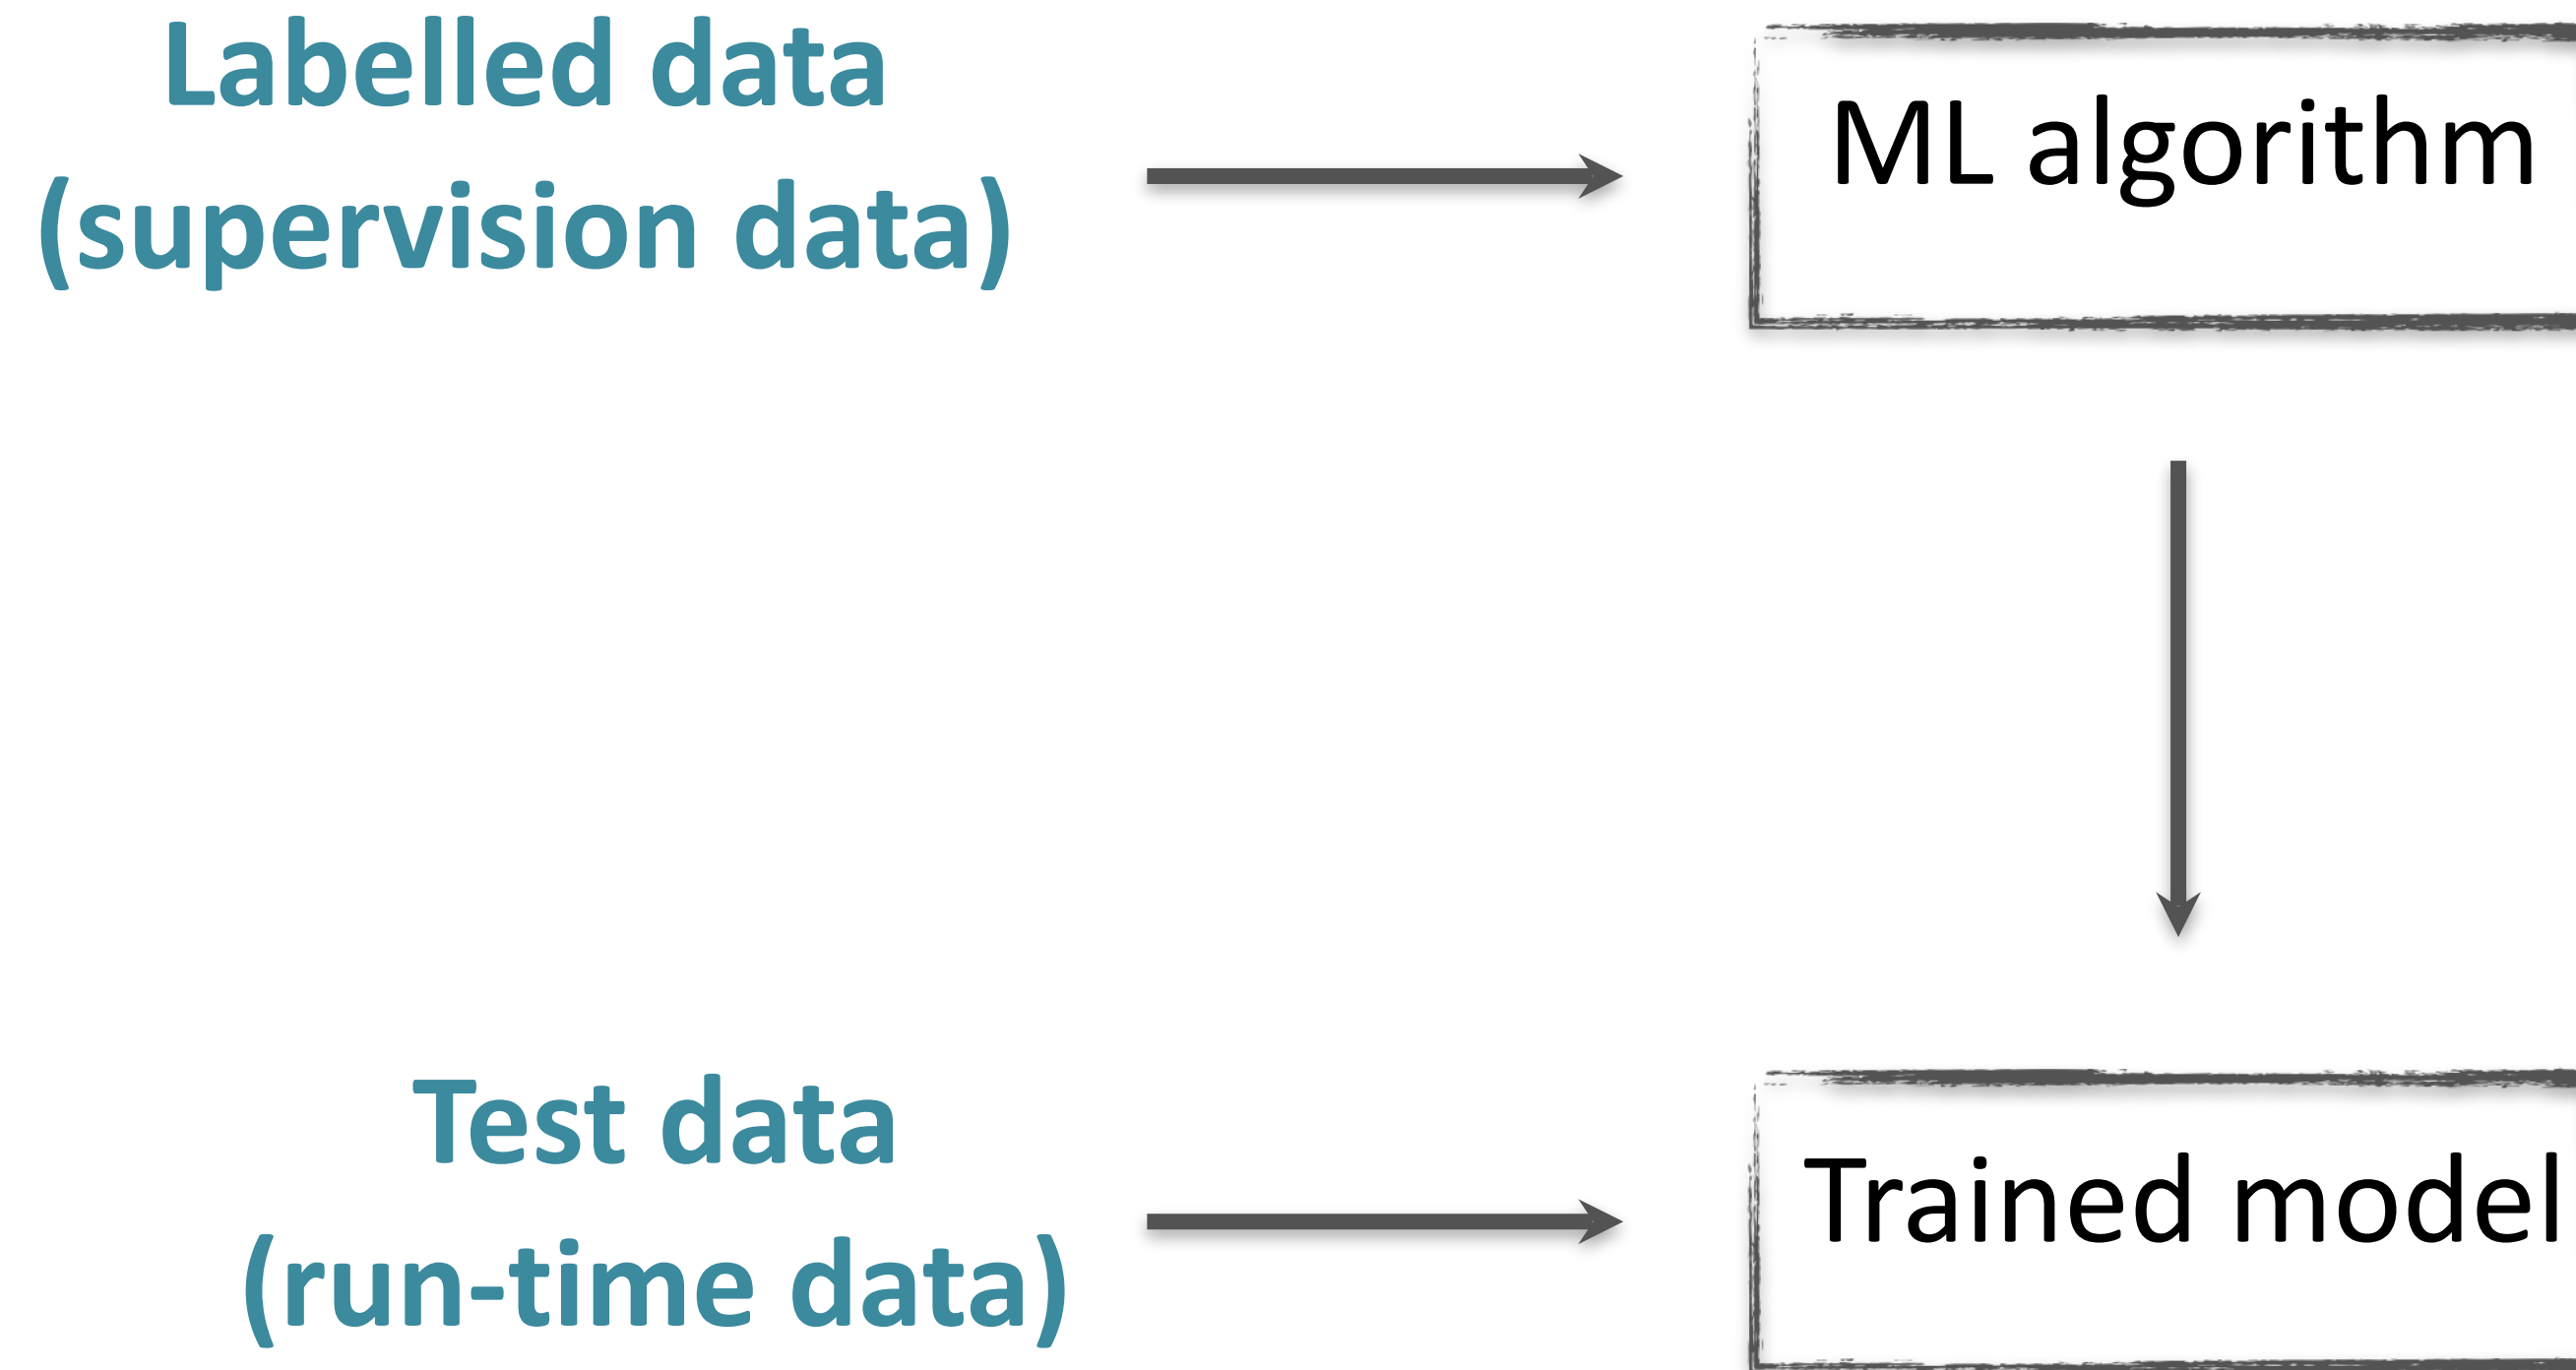 Labelled data
(supervision data)
ML algorithm
Test data
(run-time data)
Trained model